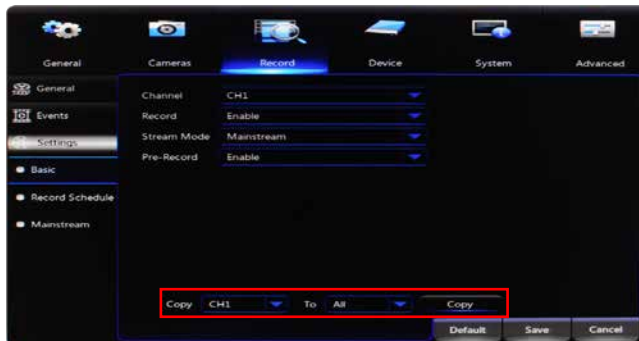 General Cameras Record Device System Advanced
General
Events
Settings
Basic
Record Schedule
Mainstream
Channel CH1
Record Enable
Stream Mode Mainstream
Pre-Record Enable
Copy CH1 To All Copy
Default Save Cancel